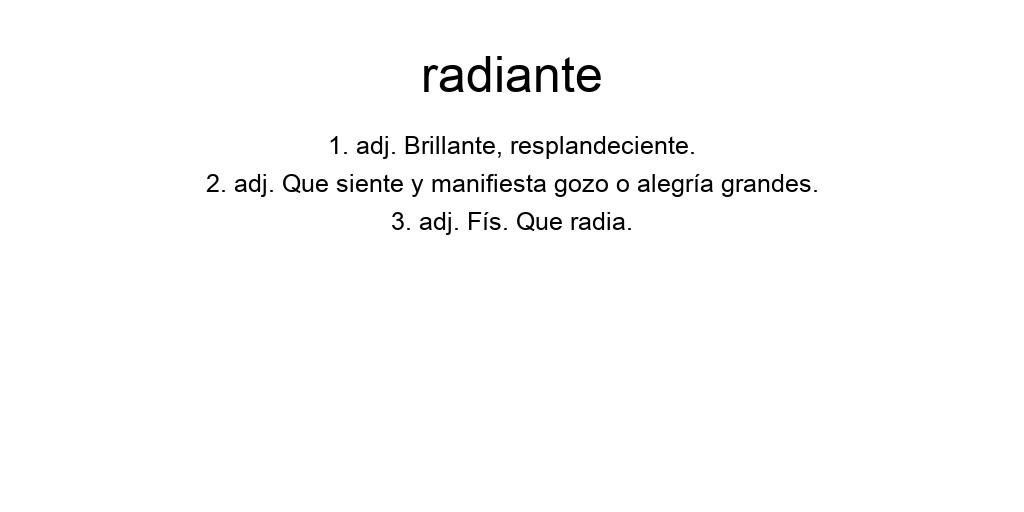 radiante
1. adj. Brillante, resplandeciente.
2. adj. Que siente y manifiesta gozo o alegría grandes.
3. adj. Fís. Que radia.